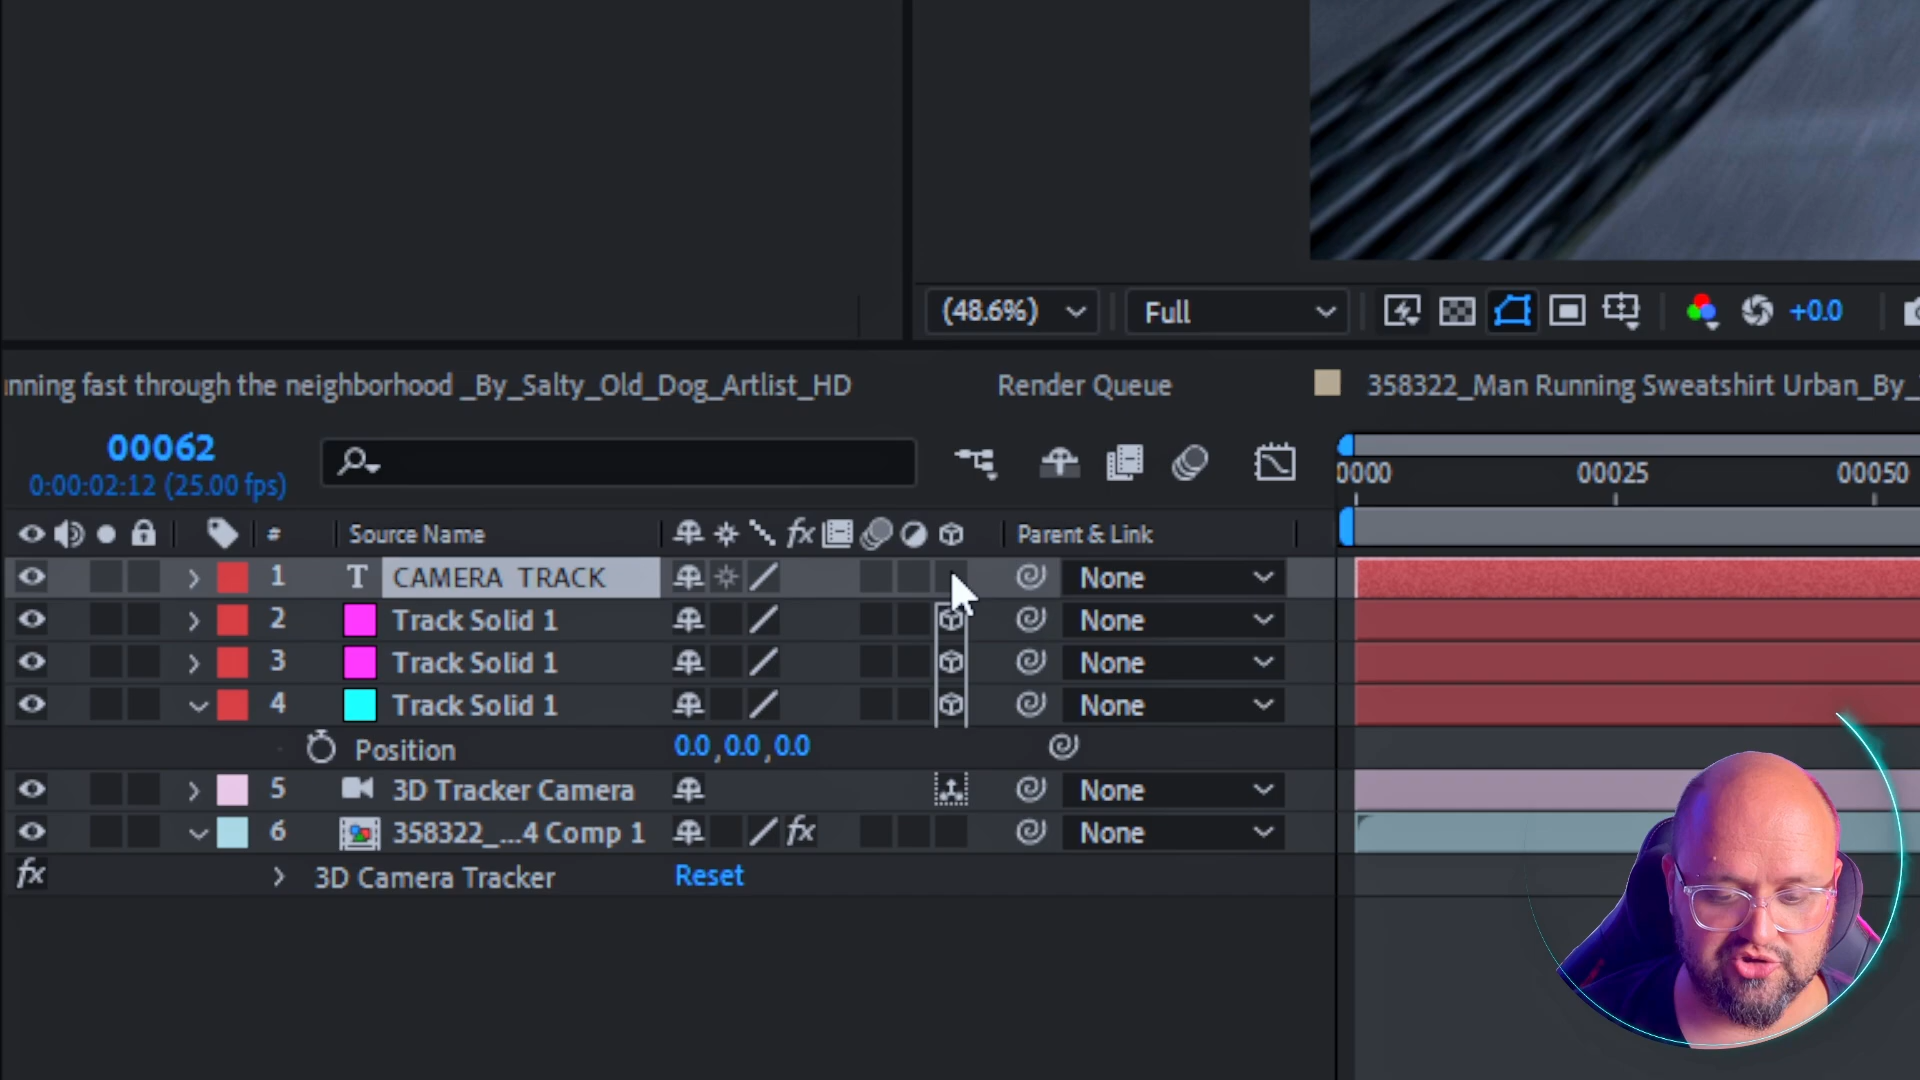 (48.6%) Full +0.0
nning fast through the neighborhood _By_Salty_Old_Dog_Artlist_HD Render Queue 358322_Man Running Sweatshirt Urban_By_
00062
0:00:02:12 (25.00 fps)
0000 00025 00050
# Source Name fx Parent & Link
1 T CAMERA TRACK None
2 Track Solid 1 None
3 Track Solid 1 None
4 Track Solid 1 None
Position 0.0,0.0,0.0
5 3D Tracker Camera None
6 358322_...4 Comp 1 fx None
fx 3D Camera Tracker Reset